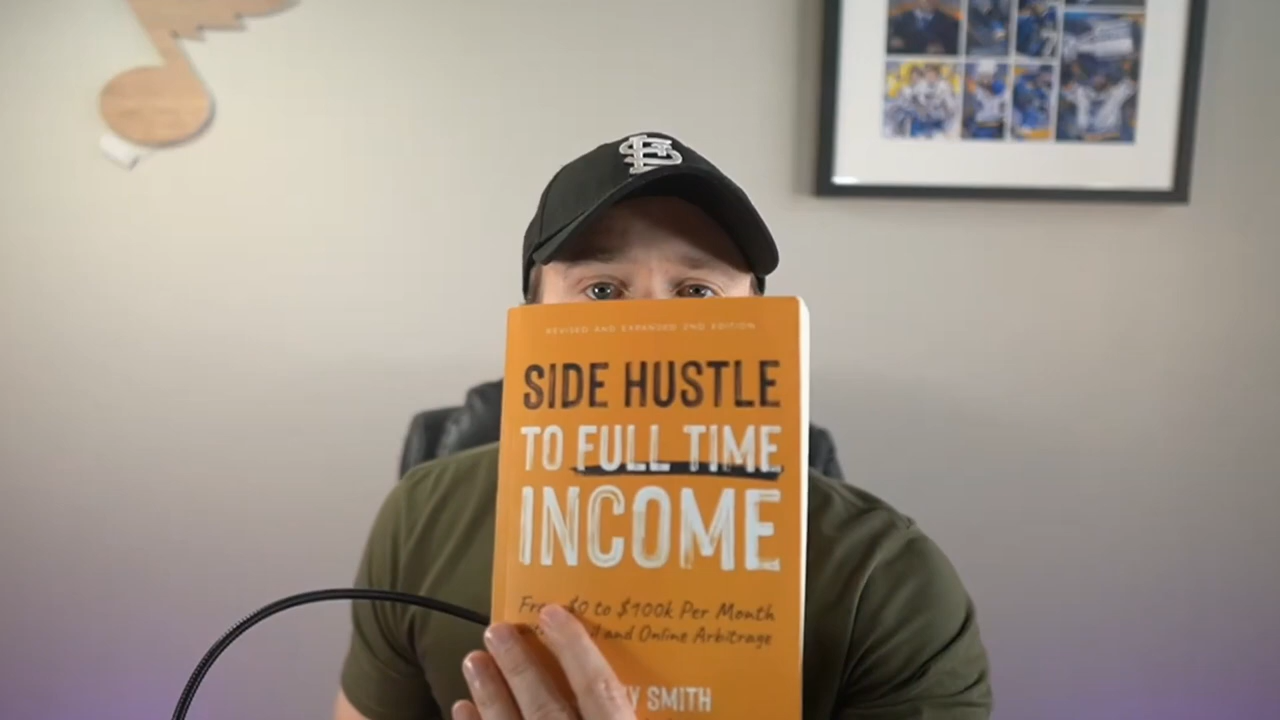 STL
REVISED AND EXPANDED 2ND EDITION
SIDE HUSTLE
TO FULL TIME
INCOME
$0 to $100k Per Month
and Online Arbitrage
SMITH